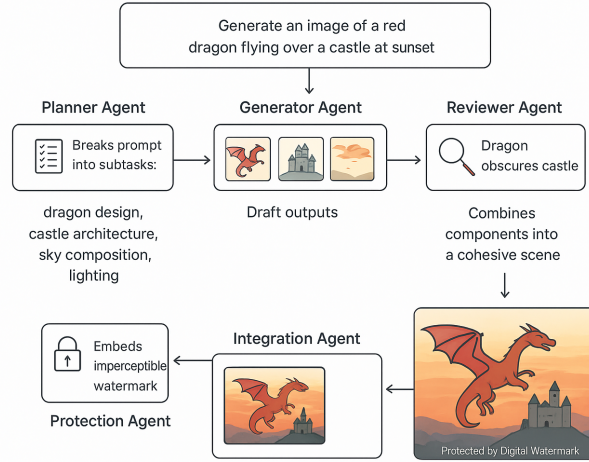 Generate an image of a red
dragon flying over a castle at sunset
Planner Agent
Generator Agent
Reviewer Agent
Breaks prompt
into subtasks:
Dragon
obscures castle
dragon design,
castle architecture,
sky composition,
lighting
Draft outputs
Combines
components into
a cohesive scene
Integration Agent
Embeds
imperceptible
watermark
Protection Agent
Protected by Digital Watermark